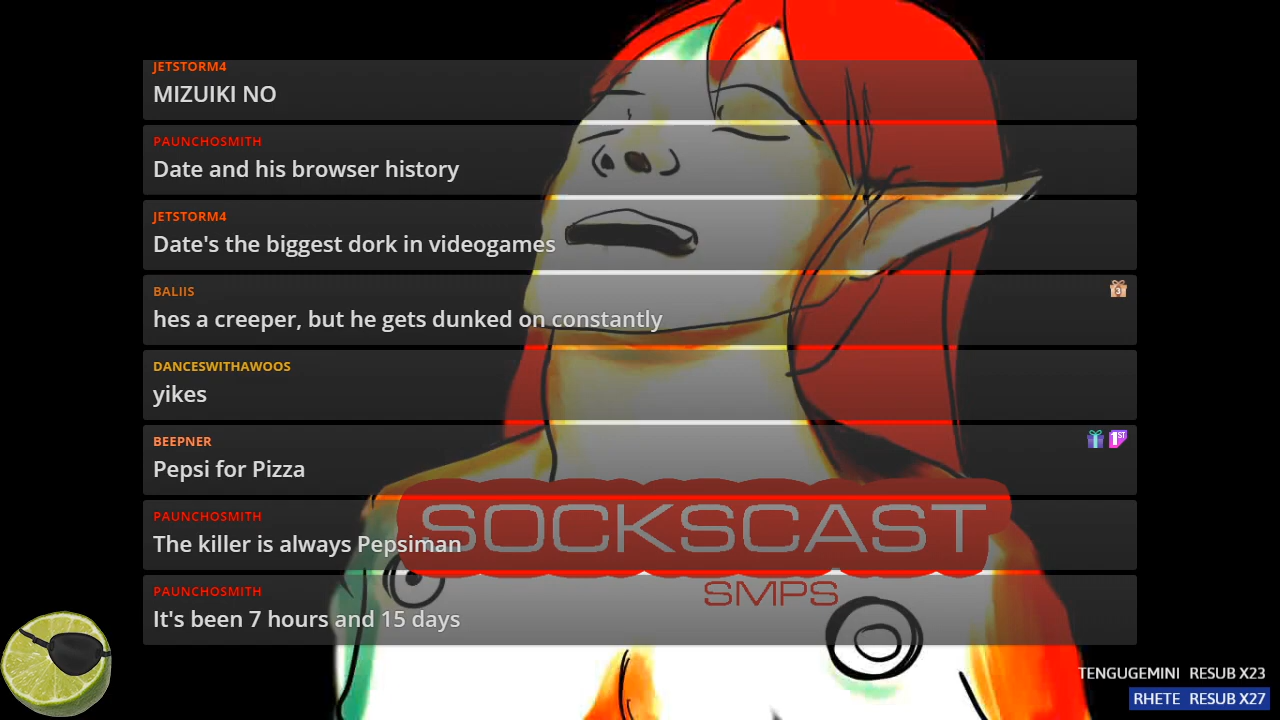 JETSTORM4
MIZUIKI NO
PAUNCHOSMITH
Date and his browser history
JETSTORM4
Date's the biggest dork in videogames
BALIIS
3
hes a creeper, but he gets dunked on constantly
DANCESWITHAWOOS
yikes
BEEPNER
1ST
Pepsi for Pizza
PAUNCHOSMITH
The killer is always Pepsiman
SOCKSCAST
SMPS
PAUNCHOSMITH
It's been 7 hours and 15 days
TENGUGEMINI RESUB X23
RHETE RESUB X27